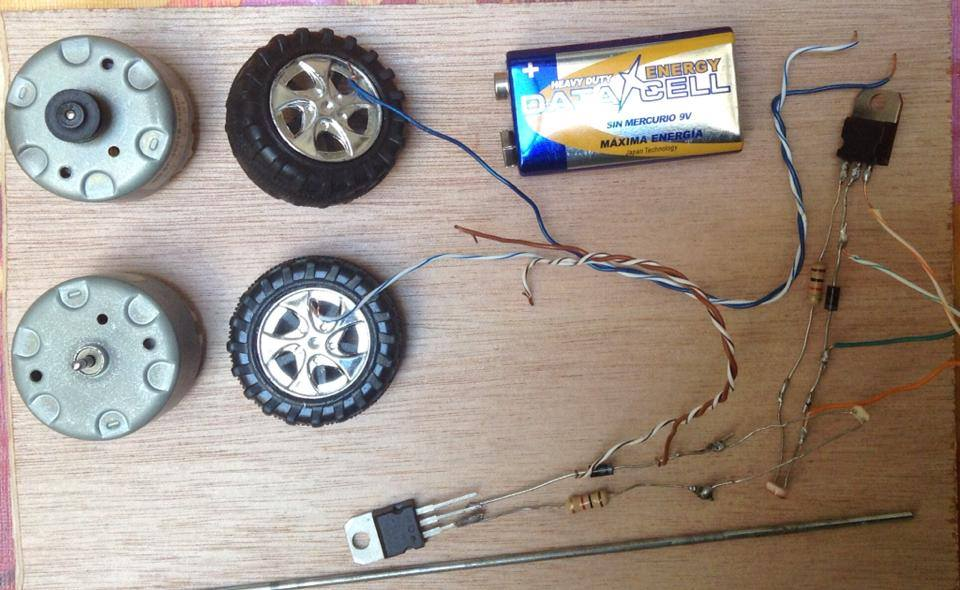 +
HEAVY DUTY
ENERGY
DATA CELL
SIN MERCURIO 9V
MÁXIMA ENERGÍA
Japan Technology